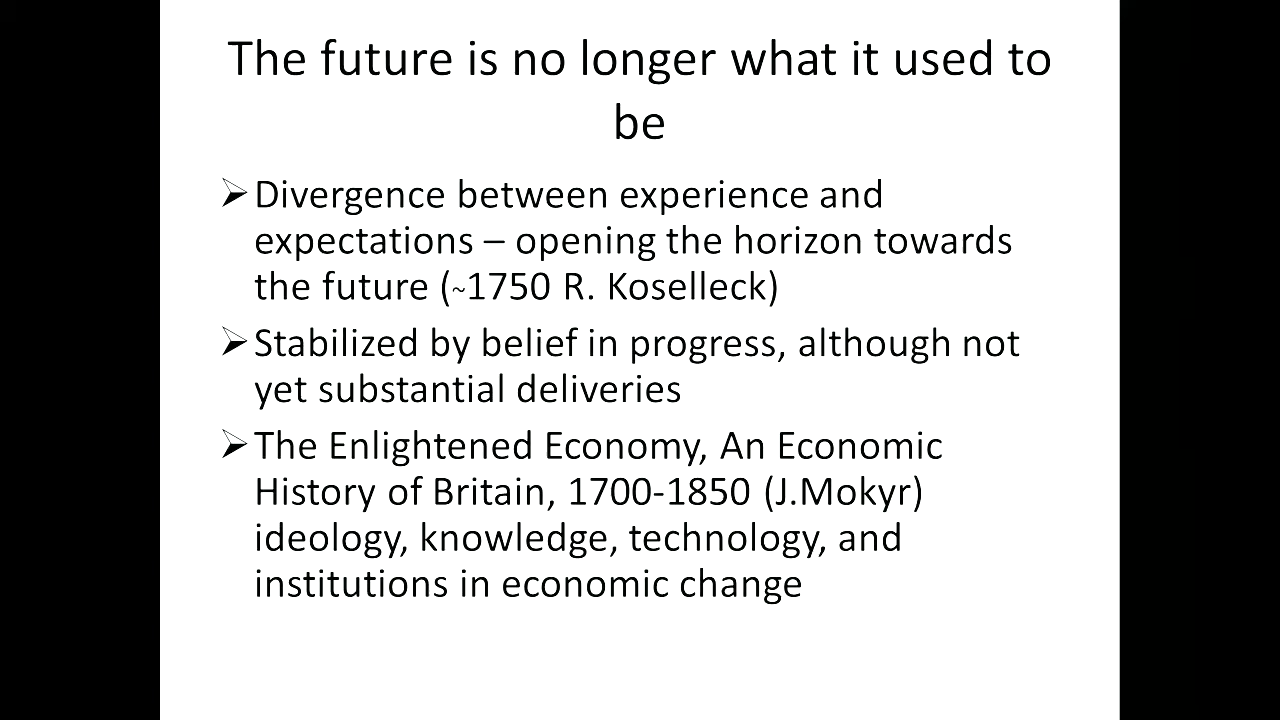 The future is no longer what it used to
be
➢Divergence between experience and
expectations – opening the horizon towards
the future (~1750 R. Koselleck)
➢Stabilized by belief in progress, although not
yet substantial deliveries
➢The Enlightened Economy, An Economic
History of Britain, 1700-1850 (J.Mokyr)
ideology, knowledge, technology, and
institutions in economic change